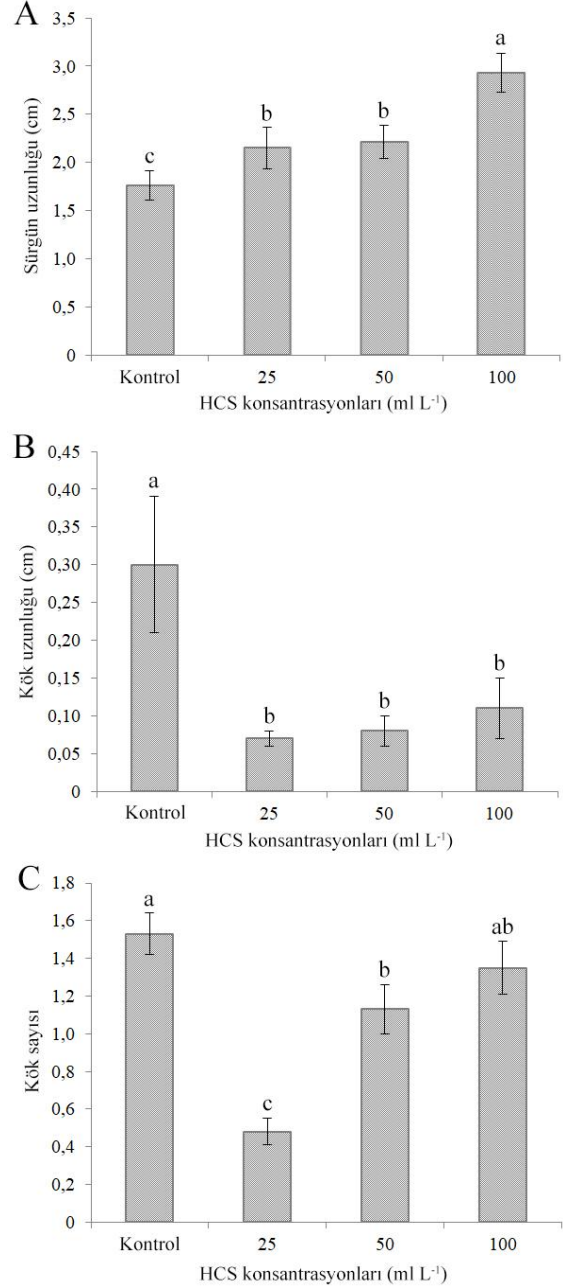 A
Sürgün uzunluğu (cm)
3,5
3,0
2,5
2,0
1,5
1,0
0,5
0
c
b
b
a
Kontrol 25 50 100
HCS konsantrasyonları (ml L⁻¹)
B
Kök uzunluğu (cm)
0,45
0,40
0,35
0,30
0,25
0,20
0,15
0,10
0,05
0
a
b
b
b
Kontrol 25 50 100
HCS konsantrasyonları (ml L⁻¹)
C
Kök sayısı
1,8
1,6
1,4
1,2
1,0
0,8
0,6
0,4
0,2
0
a
c
b
ab
Kontrol 25 50 100
HCS konsantrasyonları (ml L⁻¹)